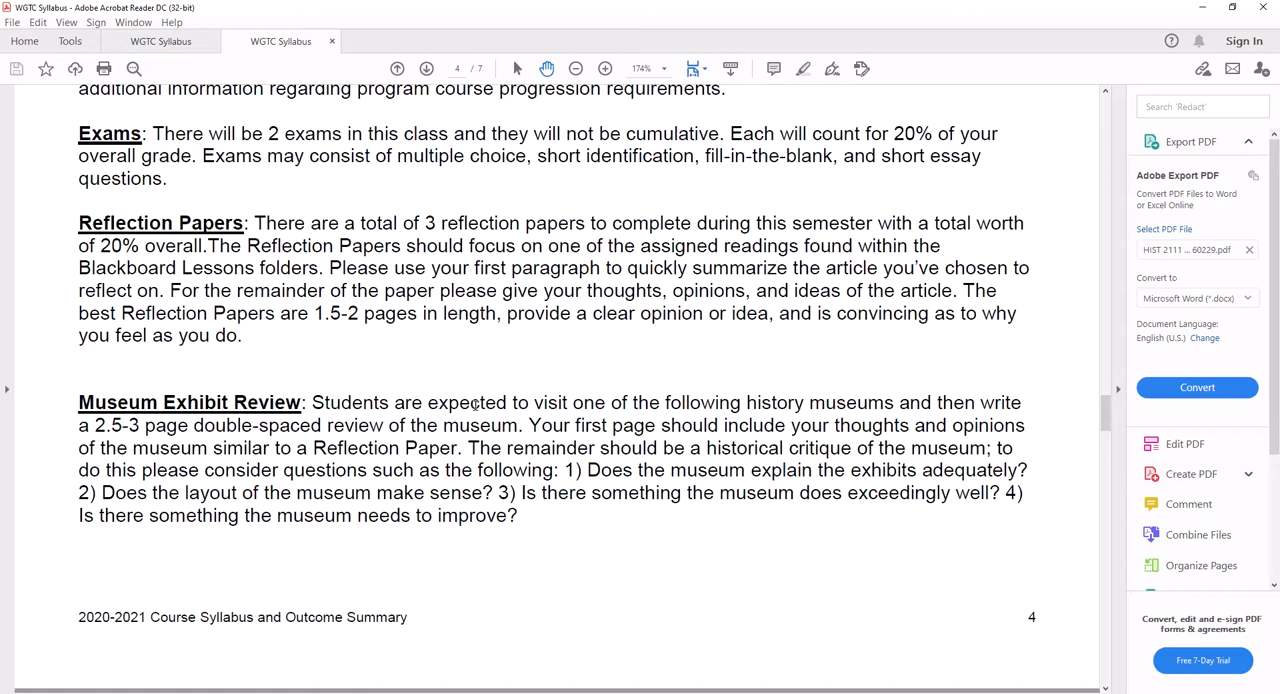 WGTC Syllabus - Adobe Acrobat Reader DC (32-bit)
File Edit View Sign Window Help
Home Tools WGTC Syllabus WGTC Syllabus × Sign In
4 / 7 174%
additional information regarding program course progression requirements.
Exams: There will be 2 exams in this class and they will not be cumulative. Each will count for 20% of your
overall grade. Exams may consist of multiple choice, short identification, fill-in-the-blank, and short essay
questions.
Reflection Papers: There are a total of 3 reflection papers to complete during this semester with a total worth
of 20% overall.The Reflection Papers should focus on one of the assigned readings found within the
Blackboard Lessons folders. Please use your first paragraph to quickly summarize the article you've chosen to
reflect on. For the remainder of the paper please give your thoughts, opinions, and ideas of the article. The
best Reflection Papers are 1.5-2 pages in length, provide a clear opinion or idea, and is convincing as to why
you feel as you do.
Museum Exhibit Review: Students are expected to visit one of the following history museums and then write
a 2.5-3 page double-spaced review of the museum. Your first page should include your thoughts and opinions
of the museum similar to a Reflection Paper. The remainder should be a historical critique of the museum; to
do this please consider questions such as the following: 1) Does the museum explain the exhibits adequately?
2) Does the layout of the museum make sense? 3) Is there something the museum does exceedingly well? 4)
Is there something the museum needs to improve?
2020-2021 Course Syllabus and Outcome Summary 4
Search 'Redact'
Export PDF
Adobe Export PDF
Convert PDF Files to Word
or Excel Online
Select PDF File
HIST 2111 ... 60229.pdf
Convert to
Microsoft Word (*.docx)
Document Language:
English (U.S.) Change
Convert
Edit PDF
Create PDF
Comment
Combine Files
Organize Pages
Convert, edit and e-sign PDF
forms & agreements
Free 7-Day Trial